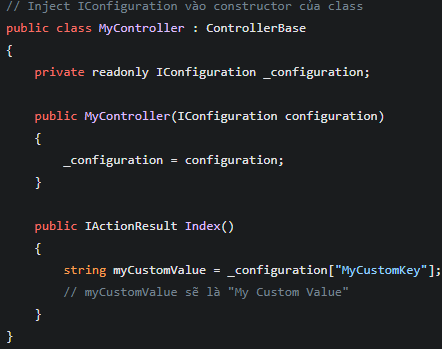 // Inject IConfiguration vào constructor của class
public class MyController : ControllerBase
{
    private readonly IConfiguration _configuration;

    public MyController(IConfiguration configuration)
    {
        _configuration = configuration;
    }

    public IActionResult Index()
    {
        string myCustomValue = _configuration["MyCustomKey"];
        // myCustomValue sẽ là "My Custom Value"
    }
}